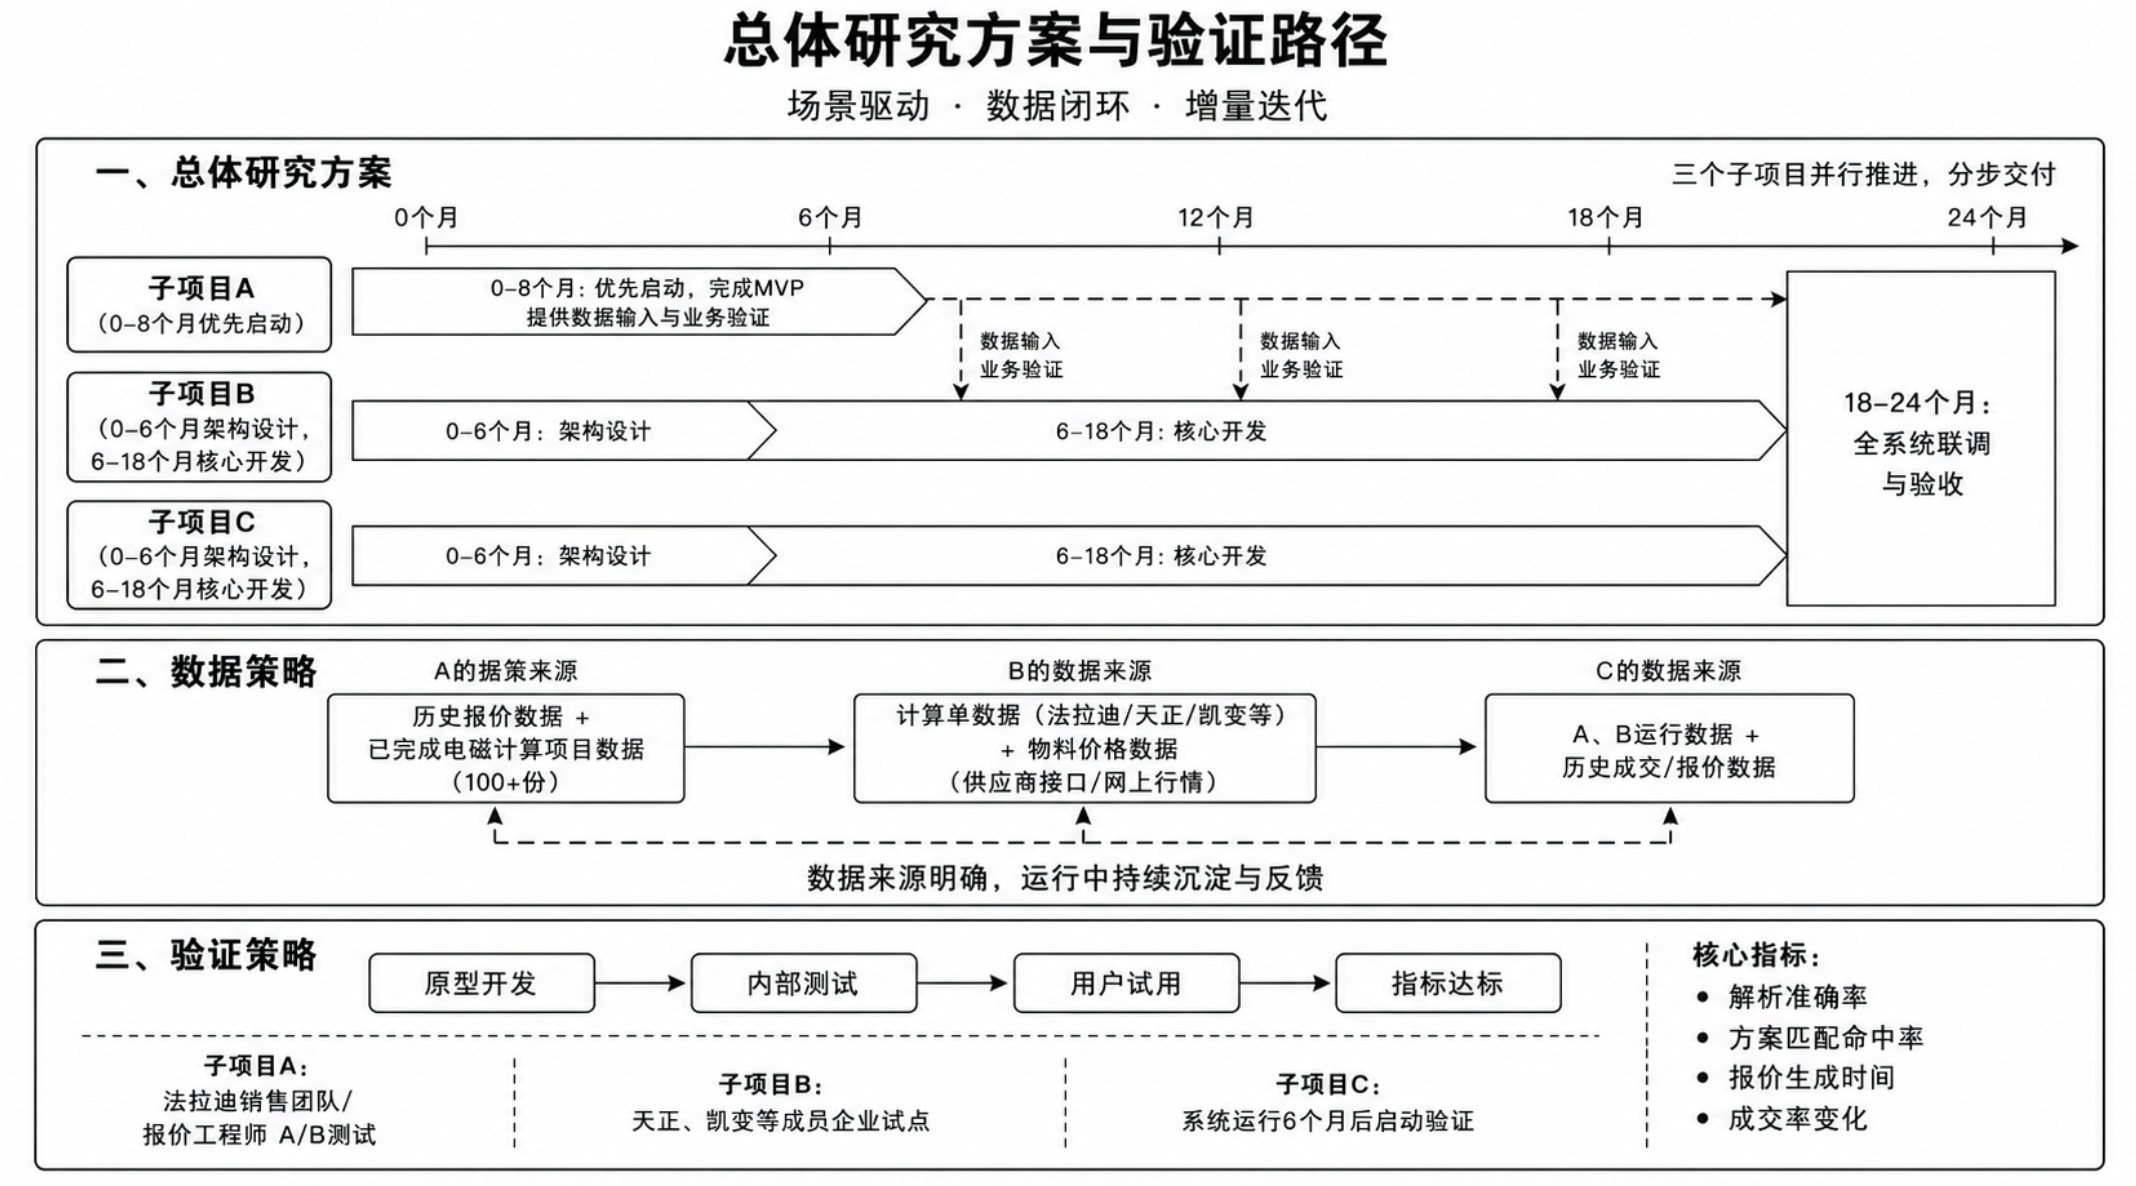 总体研究方案与验证路径
场景驱动 · 数据闭环 · 增量迭代
一、总体研究方案
三个子项目并行推进，分步交付
0个月
6个月
12个月
18个月
24个月
子项目A
（0–8个月优先启动）
0–8个月: 优先启动，完成MVP
提供数据输入与业务验证
数据输入
业务验证
数据输入
业务验证
数据输入
业务验证
子项目B
（0–6个月架构设计，
6–18个月核心开发）
0–6个月：架构设计
6–18个月: 核心开发
子项目C
（0–6个月架构设计，
6–18个月核心开发）
0–6个月：架构设计
6–18个月: 核心开发
18–24个月：
全系统联调
与验收
二、数据策略
A的据策来源
历史报价数据 +
已完成电磁计算项目数据
（100+份）
B的数据来源
计算单数据（法拉迪/天正/凯变等）
+ 物料价格数据
（供应商接口/网上行情）
C的数据来源
A、B运行数据 +
历史成交/报价数据
数据来源明确，运行中持续沉淀与反馈
三、验证策略
原型开发
内部测试
用户试用
指标达标
子项目A：
法拉迪销售团队/
报价工程师 A/B测试
子项目B：
天正、凯变等成员企业试点
子项目C：
系统运行6个月后启动验证
核心指标：
• 解析准确率
• 方案匹配命中率
• 报价生成时间
• 成交率变化